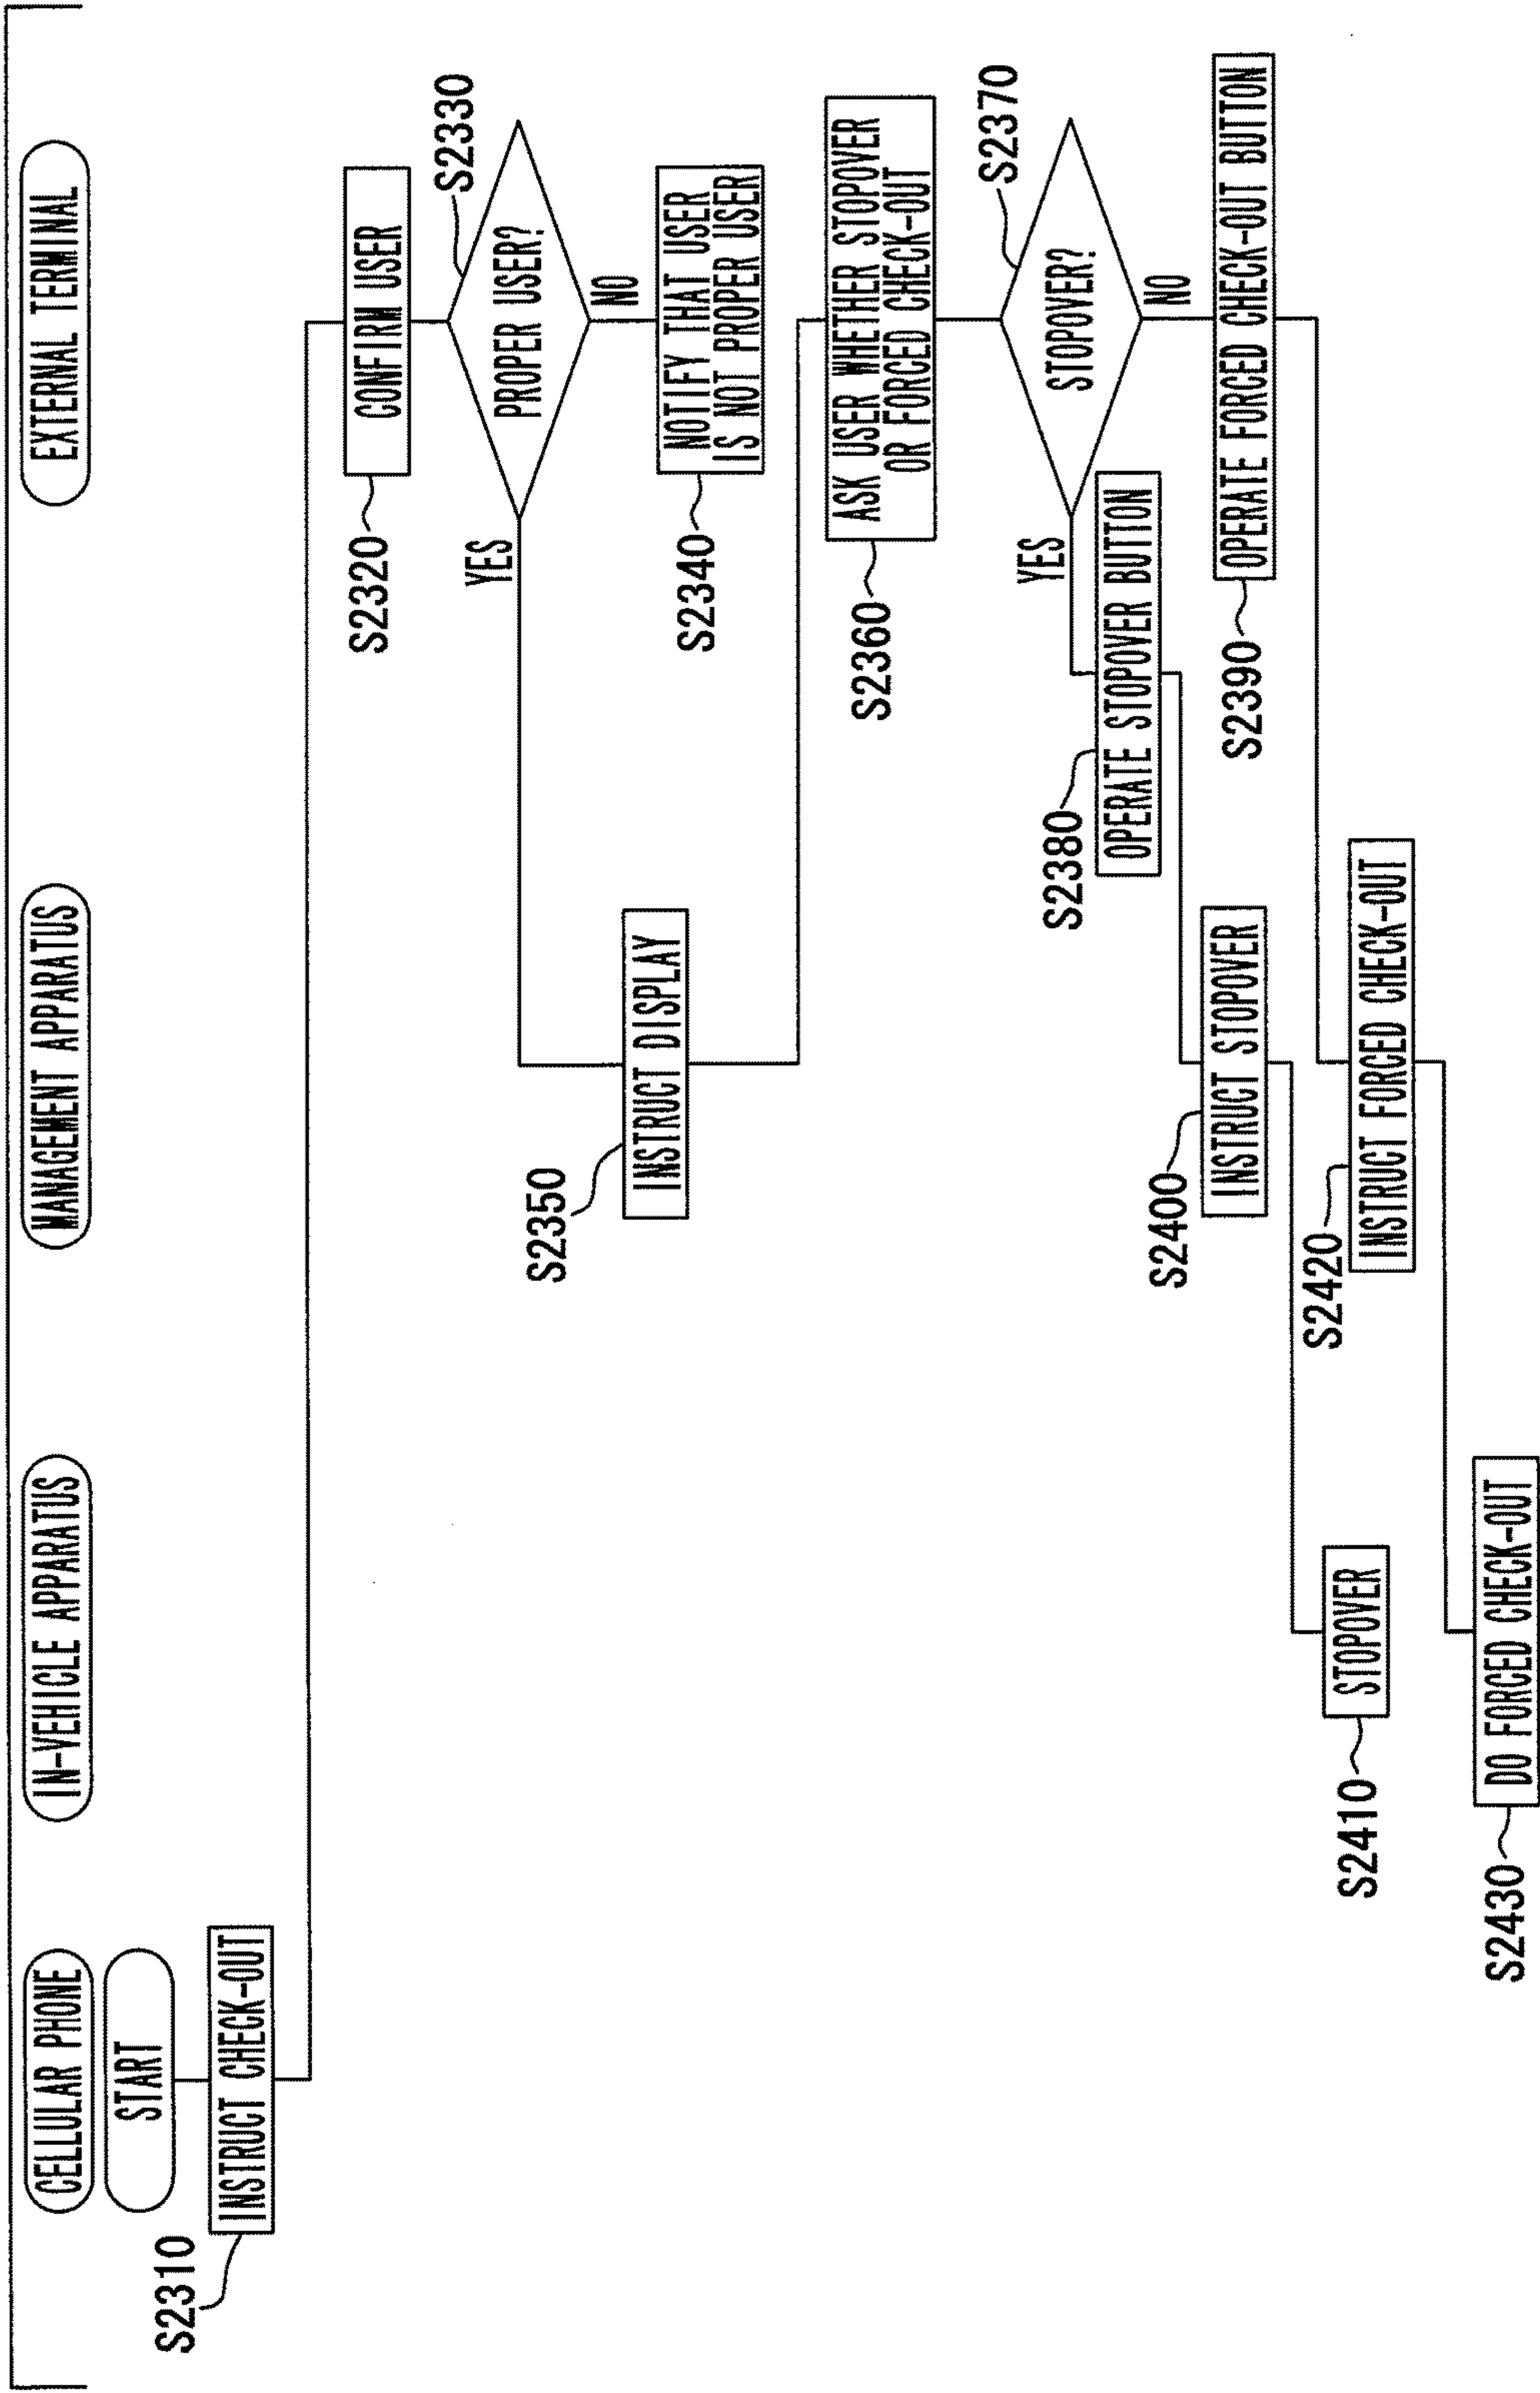 CELLULAR PHONE
IN-VEHICLE APPARATUS
MANAGEMENT APPARATUS
EXTERNAL TERMINAL
START
S2310
INSTRUCT CHECK-OUT
CONFIRM USER
S2320
S2330
PROPER USER?
YES
NO
NOTIFY THAT USER
IS NOT PROPER USER
S2340
S2350
INSTRUCT DISPLAY
ASK USER WHETHER STOPOVER
OR FORCED CHECK-OUT
S2360
S2370
STOPOVER?
YES
NO
S2380
OPERATE STOPOVER BUTTON
OPERATE FORCED CHECK-OUT BUTTON
S2390
S2400
INSTRUCT STOPOVER
STOPOVER
S2410
S2420
INSTRUCT FORCED CHECK-OUT
DO FORCED CHECK-OUT
S2430